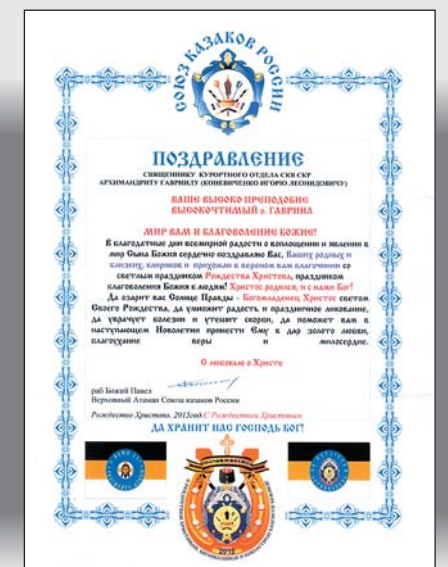 СОЮЗ КАЗАКОВ РОССИИ
ПОЗДРАВЛЕНИЕ
СВЯЩЕННИКУ КУРОРТНОГО ОТДЕЛА СКВ СКР
АРХИМАНДРИТУ ГАВРИИЛУ (КОНЕВИЧЕНКО ИГОРЮ ЛЕОНИДОВИЧУ)
ВАШЕ ВЫСОКО ПРЕПОДОБИЕ
ВЫСОКОЧТИМЫЙ о. ГАВРИИЛ
МИР ВАМ И БЛАГОВОЛЕНИЕ БОЖИЕ!
В благодатные дни всемирной радости о воплощении и явлении в
мир Сына Божия сердечно поздравляю Вас, Ваших родных и
близких, клириков и прихожан в вереном вам благочинии со
светлым праздником Рождества Христова, праздником
благоволения Божия к людям! Христос родился, и с нами Бог!
Да озарит вас Солнце Правды - Богомладенец Христос светом
Своего Рождества, да умножит радость и праздничное ликование,
да уврачует болезни и утешит скорби, да поможет вам в
наступающем Новолетии принести Ему в дар золото любви,
благоухание веры и милосердие.
С любовью о Христе
раб Божий Павел
Верховный Атаман Союза казаков России
Рождество Христово, 2015год.С Рождеством Христовым
ДА ХРАНИТ НАС ГОСПОДЬ БОГ!
2015